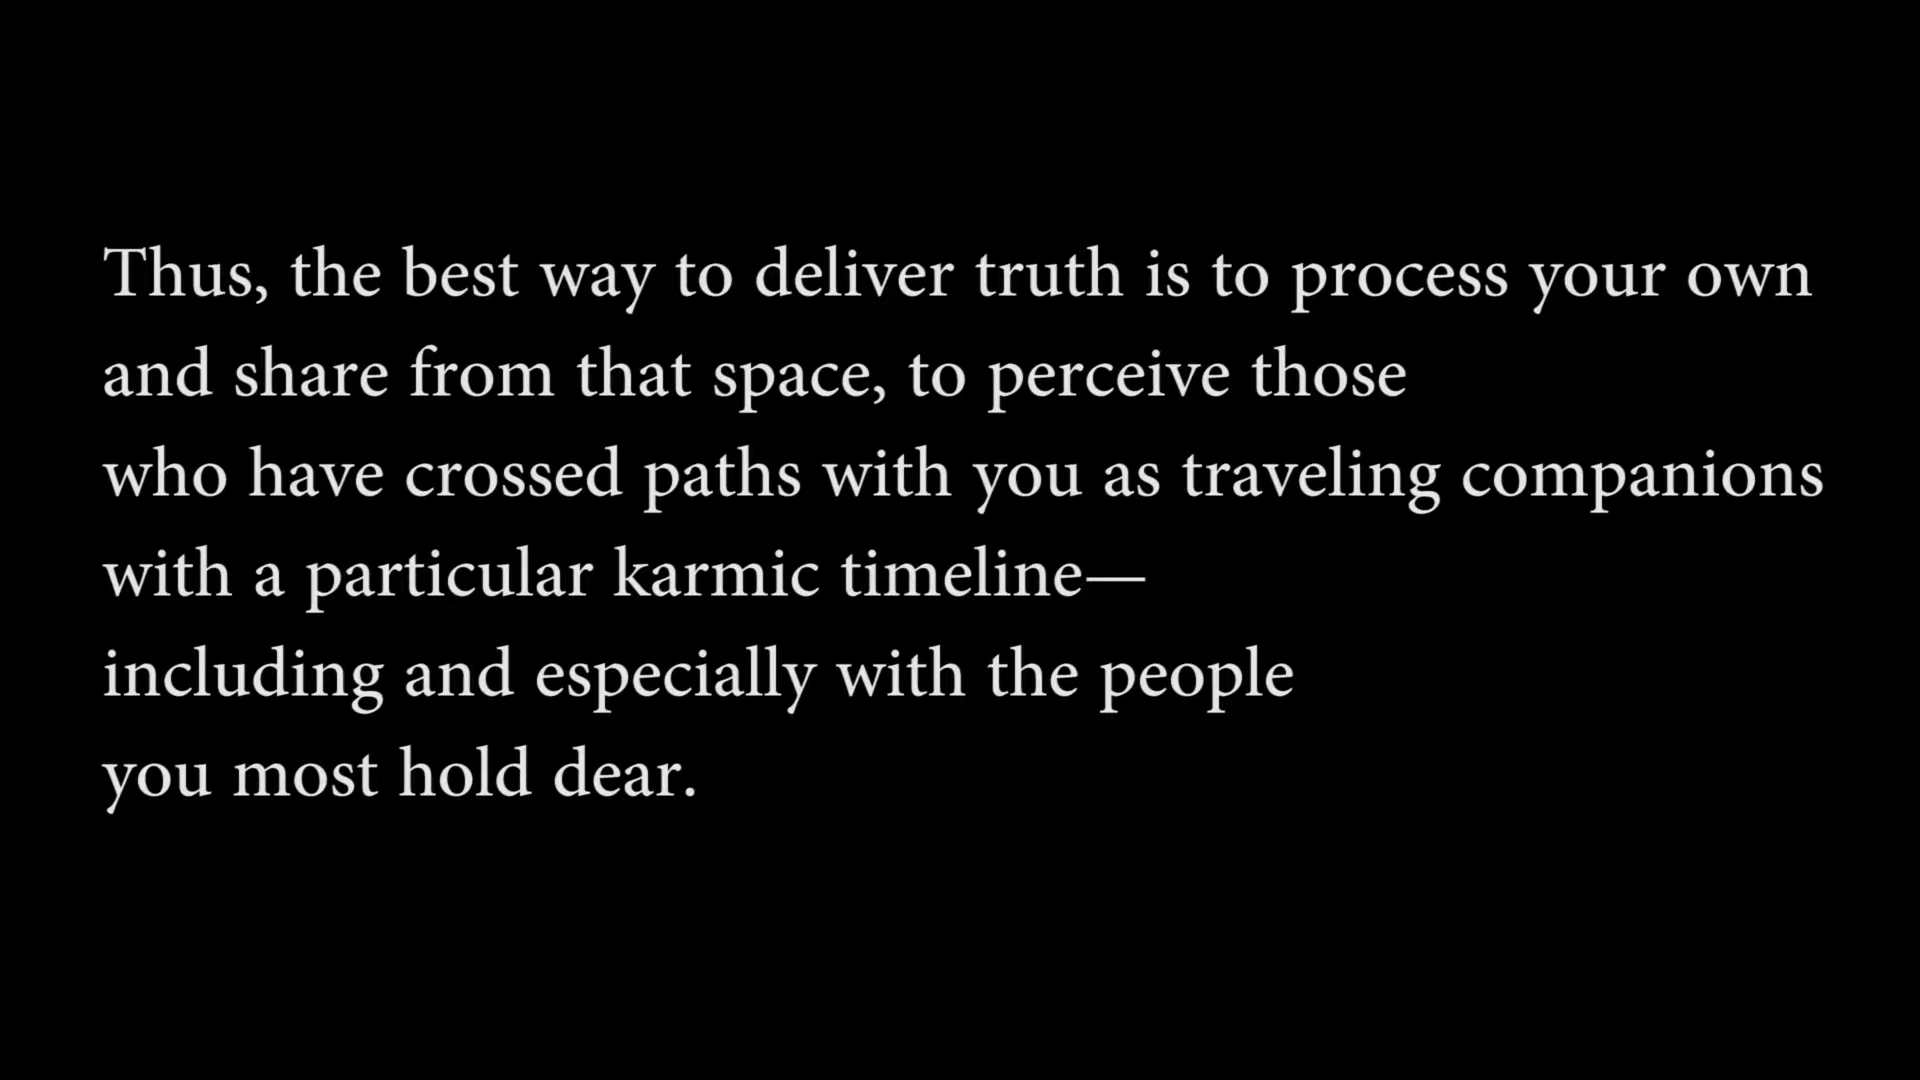 Thus, the best way to deliver truth is to process your own
and share from that space, to perceive those
who have crossed paths with you as traveling companions
with a particular karmic timeline—
including and especially with the people
you most hold dear.